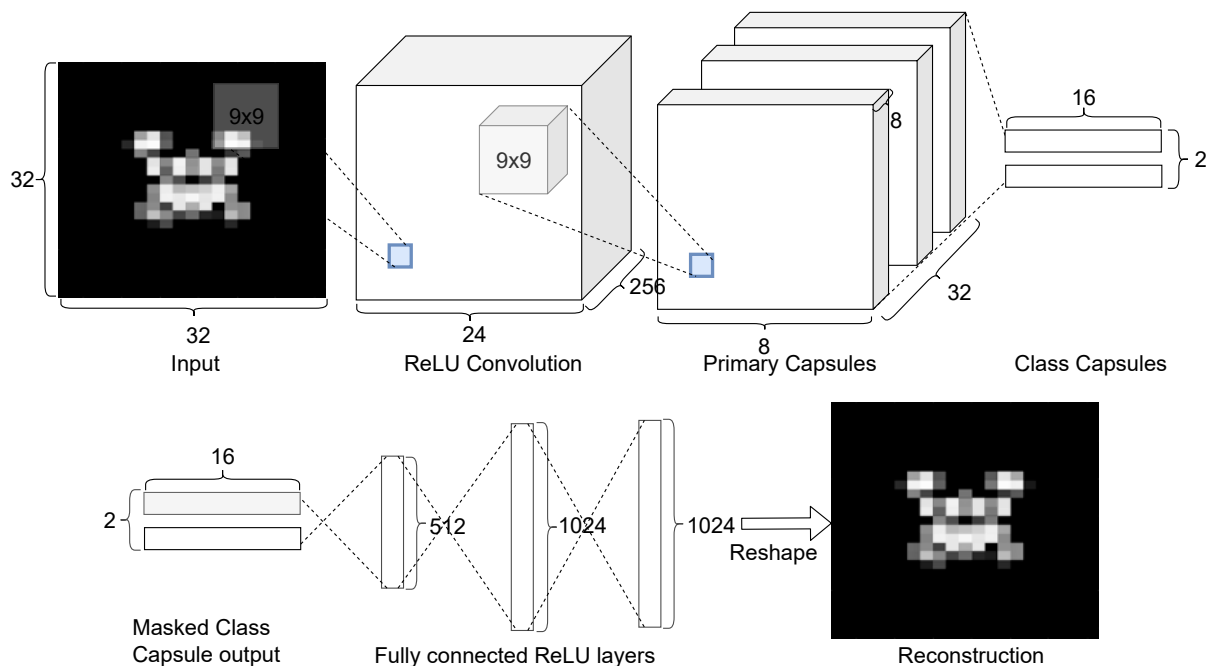 9x9
32
32
Input
9x9
256
24
ReLU Convolution
8
32
8
Primary Capsules
16
2
Class Capsules
16
2
Masked Class
Capsule output
512
1024
1024
Fully connected ReLU layers
Reshape
Reconstruction